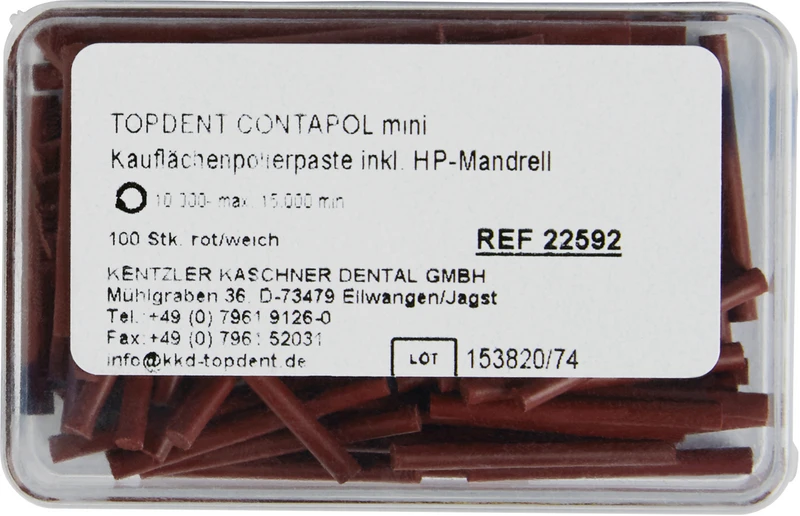 TOPDENT CONTAPOL mini
Kauflächenpolierpaste inkl. HP-Mandrell
10.000- max. 15.000 min
100 Stk. rot/weich
REF 22592
KENTZLER KASCHNER DENTAL GMBH
Mühlgraben 36, D-73479 Ellwangen/Jagst
Tel.:+49 (0) 7961 9126-0
Fax:+49 (0) 7961 52031
info@kkd-topdent.de
LOT 153820/74